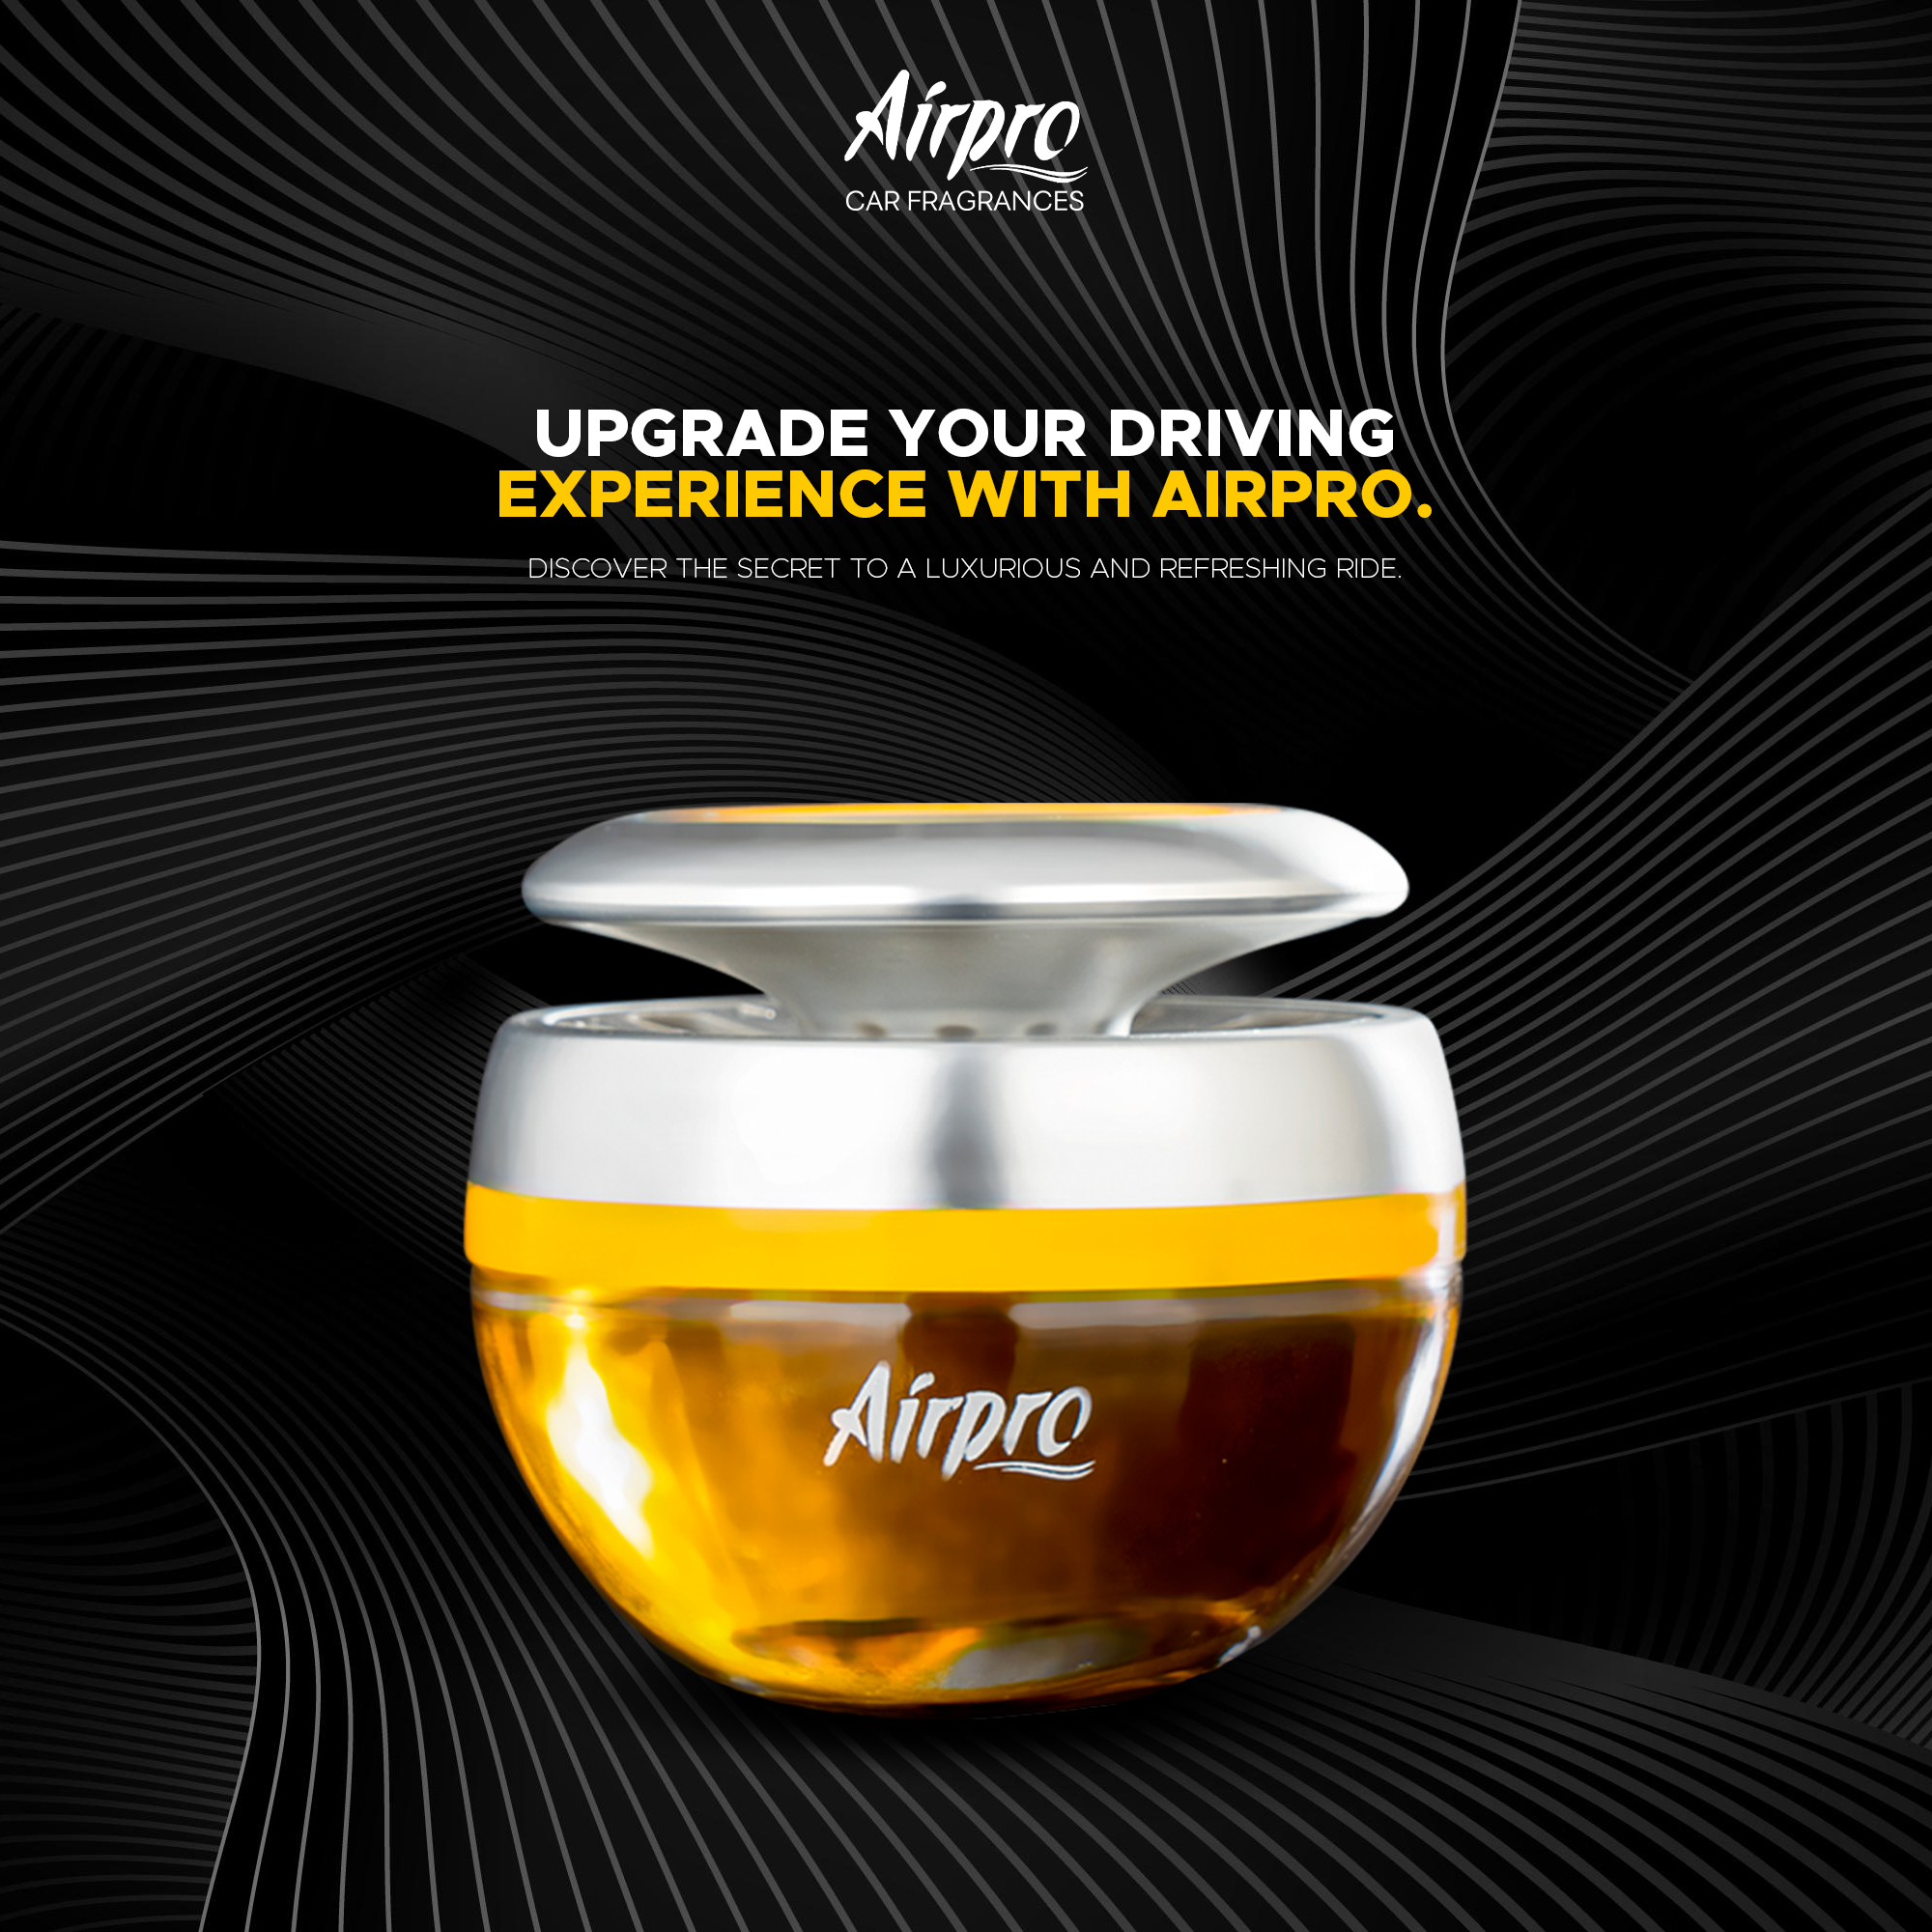 Airpro
CAR FRAGRANCES
UPGRADE YOUR DRIVING
EXPERIENCE WITH AIRPRO.
DISCOVER THE SECRET TO A LUXURIOUS AND REFRESHING RIDE.
Airpro